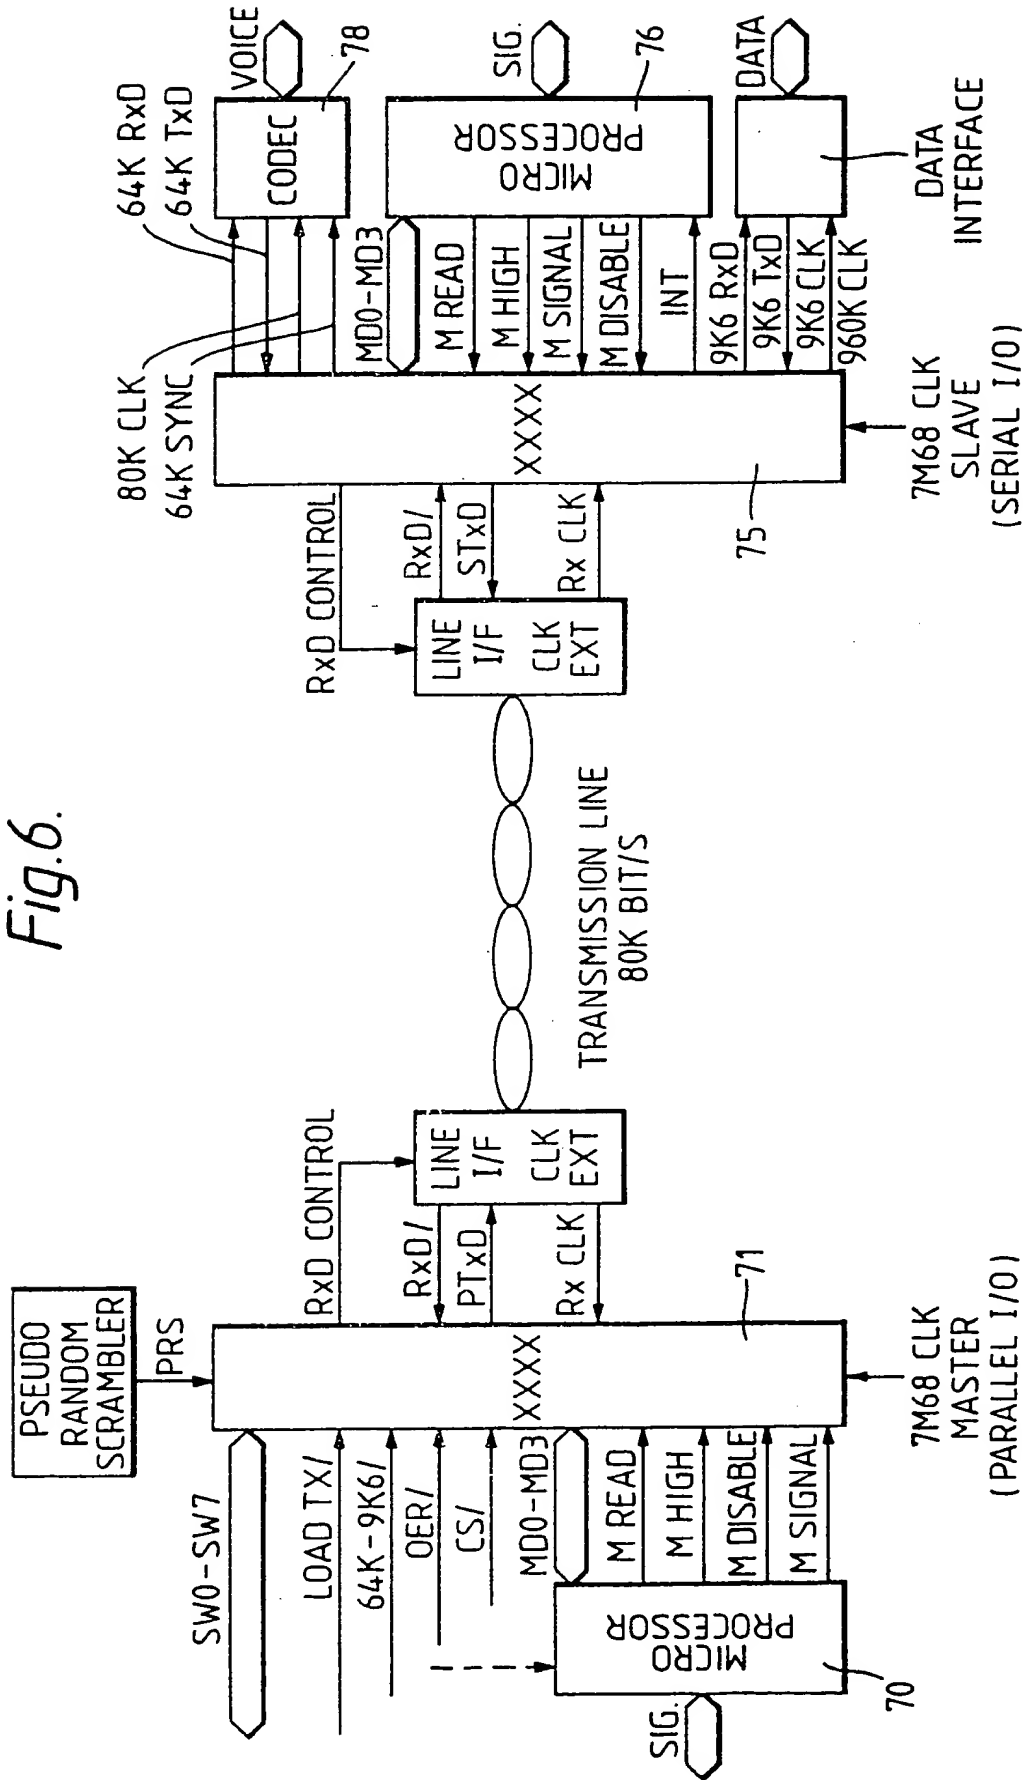 Fig.6.
PSEUDO
RANDOM
SCRAMBLER
PRS
SW0-SW7
LOAD TX/
64K-9K6/
OER/
CS/
MD0-MD3
M READ
M HIGH
M DISABLE
M SIGNAL
SIG.
MICRO
PROCESSOR
70
XXXX
71
7M68 CLK
MASTER
(PARALLEL I/O)
RxD CONTROL
RxD/
PTxD
Rx CLK
LINE
I/F
CLK
EXT
TRANSMISSION LINE
80K BIT/S
RxD CONTROL
LINE
I/F
CLK
EXT
RxD/
STxD
Rx CLK
XXXX
75
7M68 CLK
SLAVE
(SERIAL I/O)
80K CLK
64K SYNC
64K RxD
64K TxD
MD0-MD3
M READ
M HIGH
M SIGNAL
M DISABLE
INT
9K6 RxD
9K6 TxD
9K6 CLK
960K CLK
CODEC
VOICE
78
MICRO
PROCESSOR
SIG.
76
DATA
DATA
INTERFACE